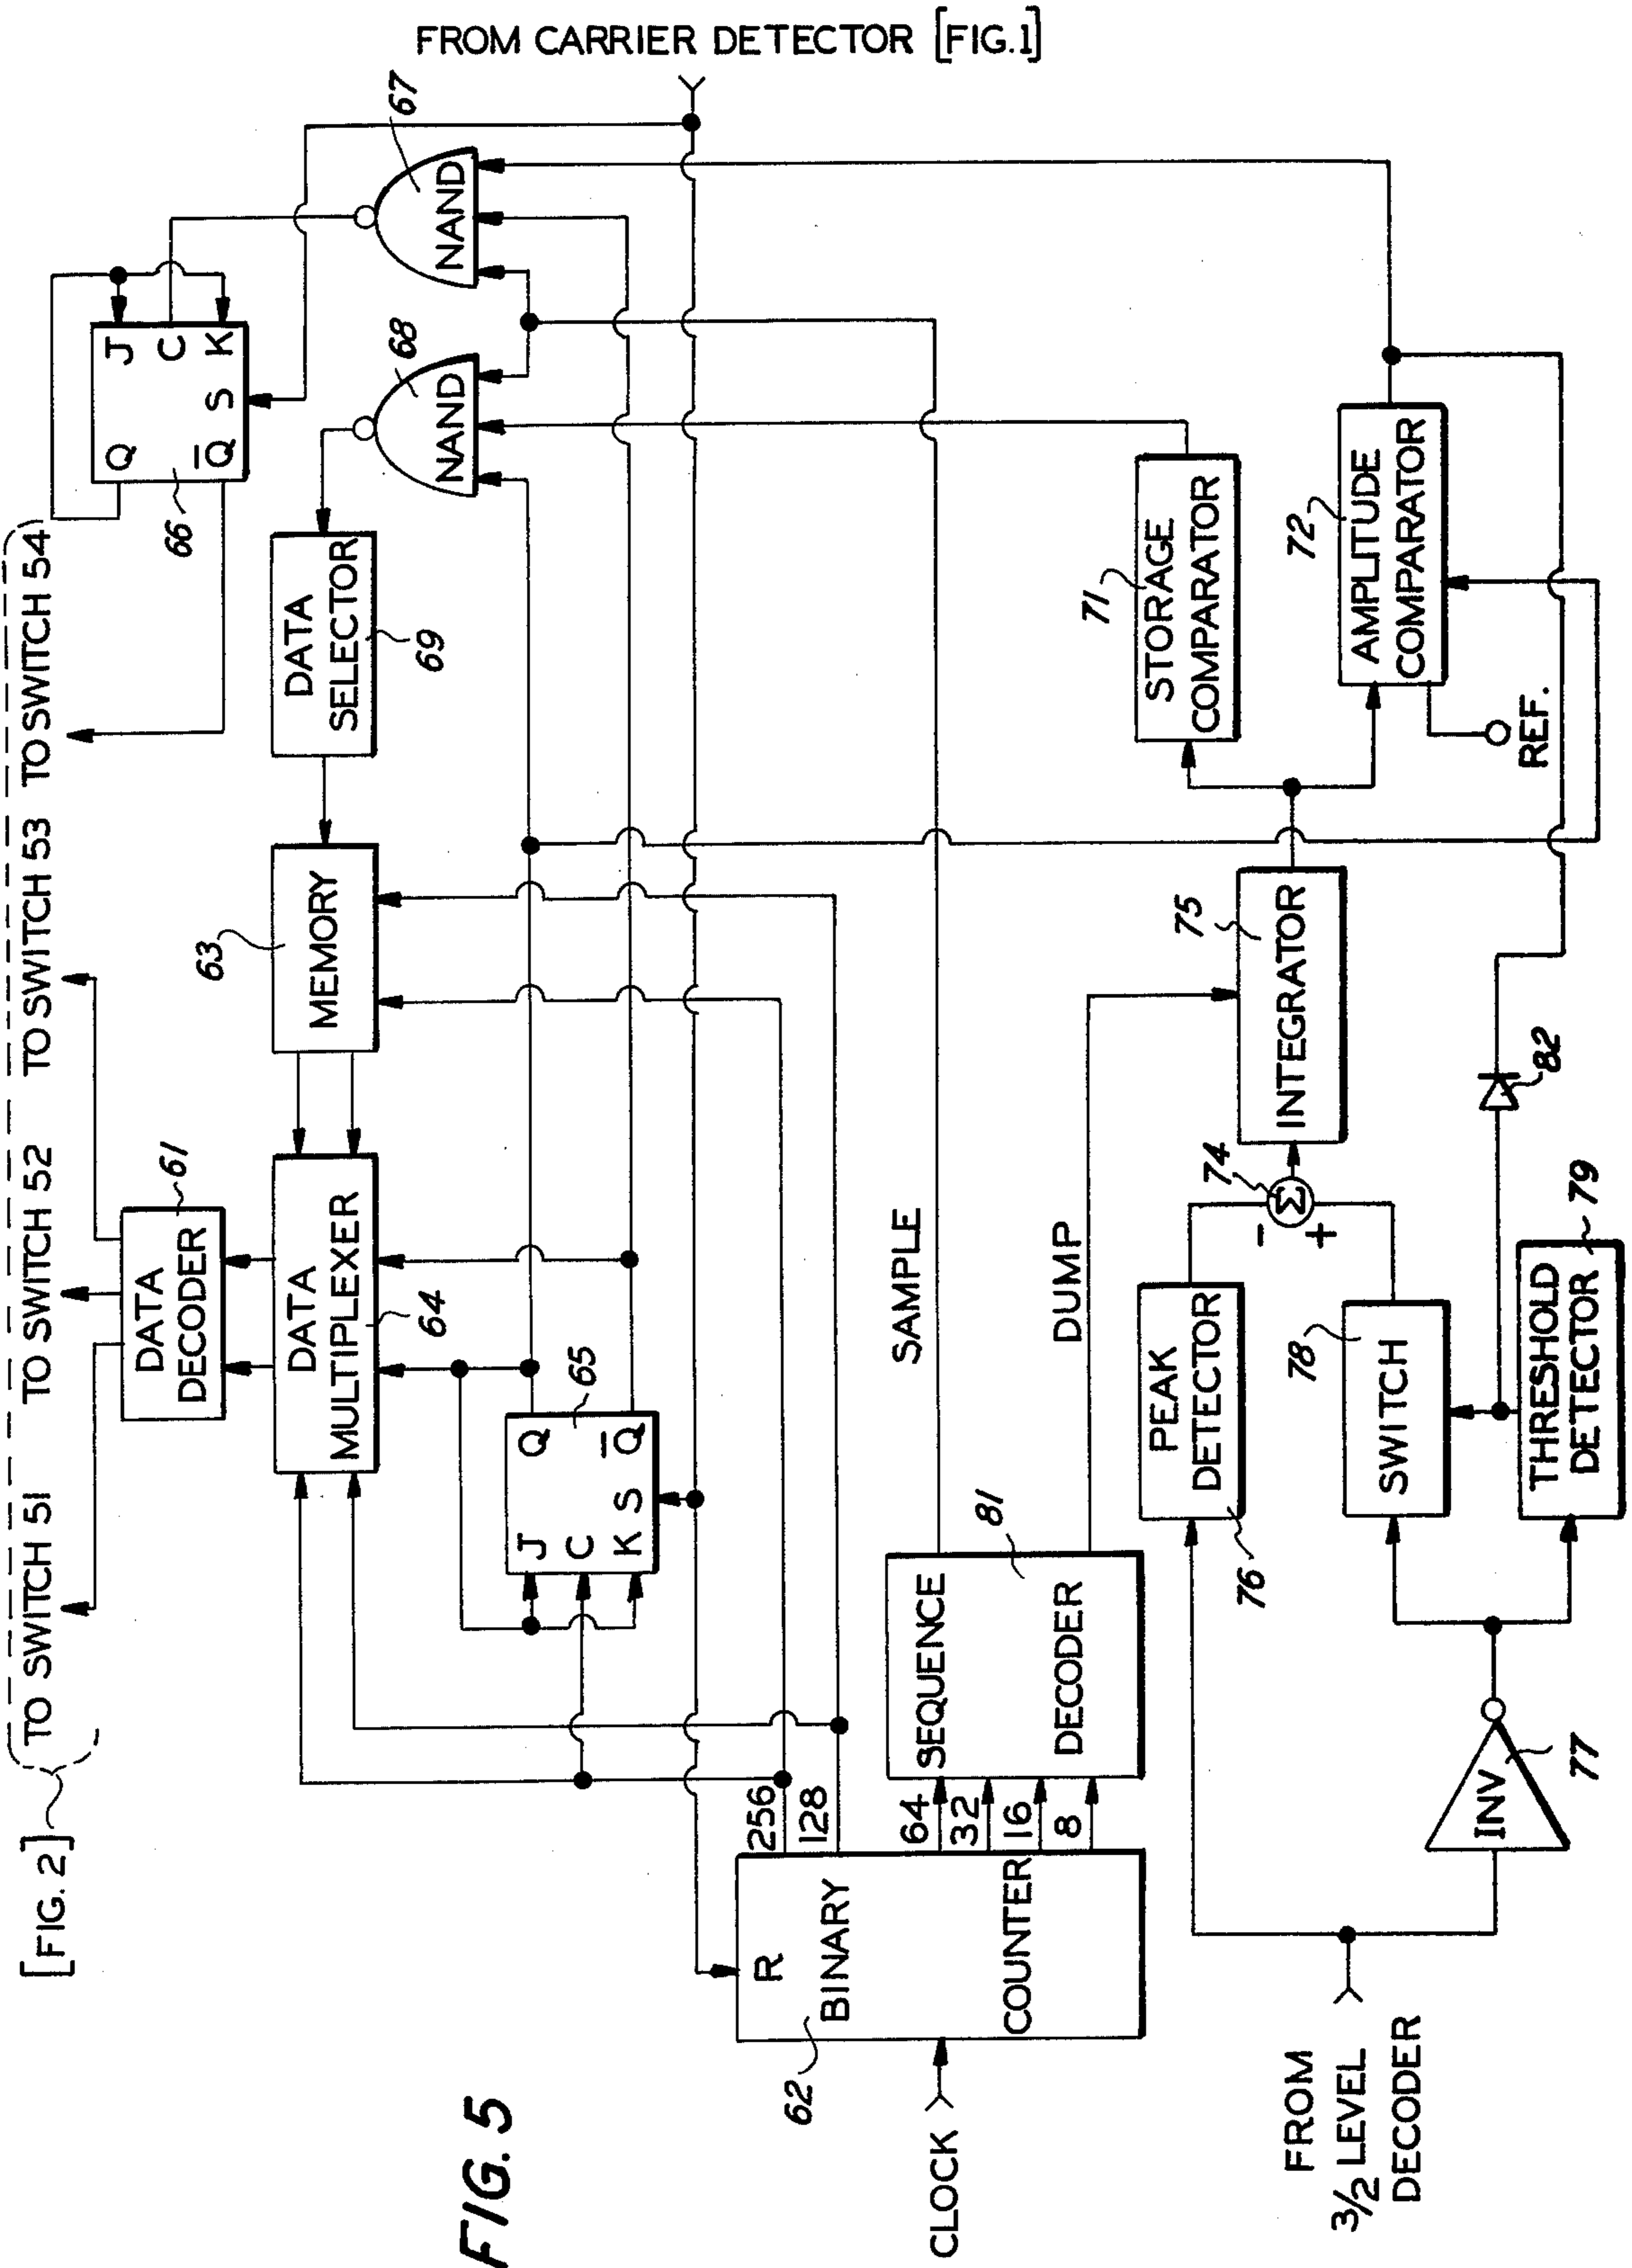 FIG. 5
[FIG. 2]
TO SWITCH 51
TO SWITCH 52
TO SWITCH 53
TO SWITCH 54
FROM CARRIER DETECTOR [FIG. 1]
DATA
DECODER
61
Q
J
C
K
S
Q̅
66
DATA
MULTIPLEXER
64
MEMORY
63
DATA
SELECTOR
69
NAND
68
NAND
67
J
C
K
S
Q
Q̅
65
R
BINARY
COUNTER
62
CLOCK
256
128
64
32
16
8
SEQUENCE
DECODER
81
SAMPLE
DUMP
FROM
3/2 LEVEL
DECODER
INV
77
PEAK
DETECTOR
76
SWITCH
78
THRESHOLD
DETECTOR
79
Σ
74
-
+
INTEGRATOR
75
82
STORAGE
COMPARATOR
71
AMPLITUDE
COMPARATOR
72
REF.